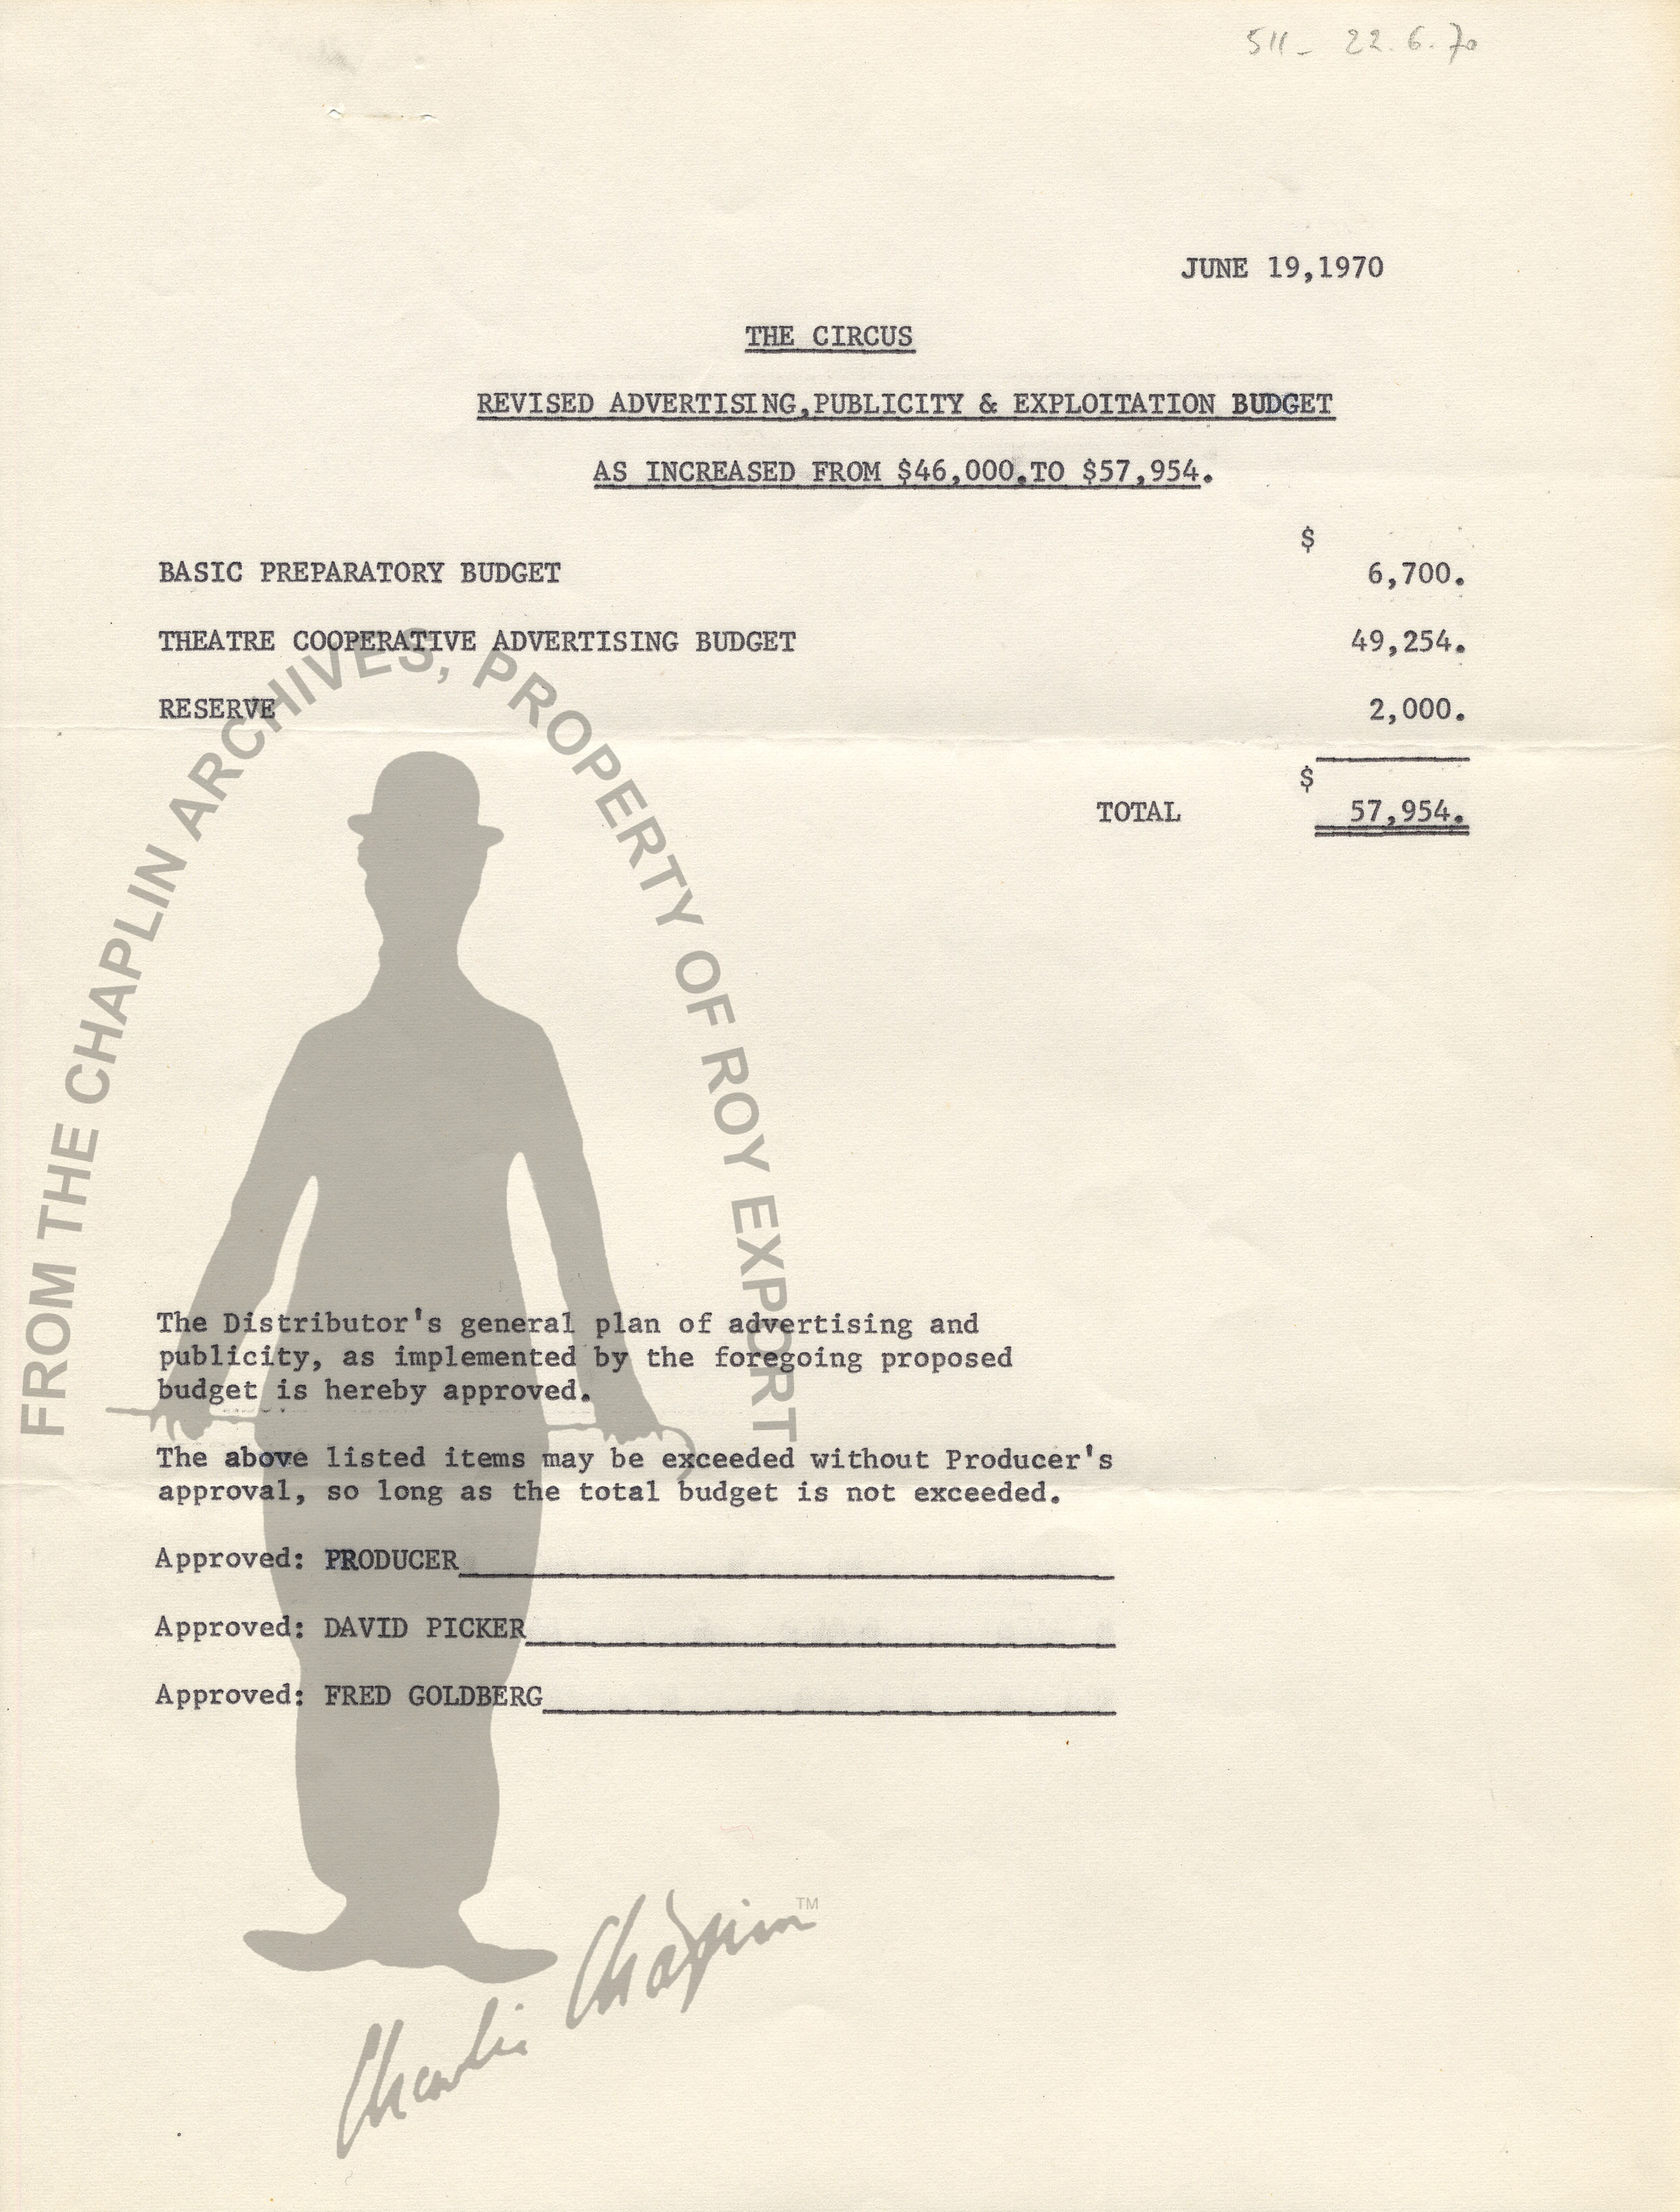 511- 22.6.70
JUNE 19,1970
THE CIRCUS
REVISED ADVERTISING,PUBLICITY & EXPLOITATION BUDGET
AS INCREASED FROM $46,000.TO $57,954.
$
BASIC PREPARATORY BUDGET 6,700.
THEATRE COOPERATIVE ADVERTISING BUDGET 49,254.
RESERVE 2,000.
$
TOTAL 57,954.
FROM THE CHAPLIN ARCHIVES, PROPERTY OF ROY EXPORT
The Distributor's general plan of advertising and
publicity, as implemented by the foregoing proposed
budget is hereby approved.
The above listed items may be exceeded without Producer's
approval, so long as the total budget is not exceeded.
Approved: PRODUCER
Approved: DAVID PICKER
Approved: FRED GOLDBERG
Charlie Chaplin TM